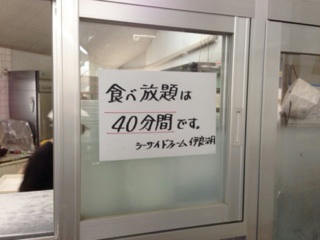 食べ放題は
40分間です。
シーサイドファーム伊良湖